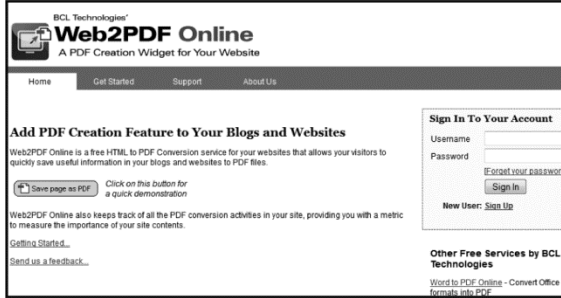 BCL Technologies'
Web2PDF Online
A PDF Creation Widget for Your Website
Home
Get Started
Support
About Us
Add PDF Creation Feature to Your Blogs and Websites
Web2PDF Online is a free HTML to PDF Conversion service for your websites that allows your visitors to
quickly save useful information in your blogs and websites to PDF files.
Save page as PDF
Click on this button for
a quick demonstration
Web2PDF Online also keeps track of all the PDF conversion activities in your site, providing you with a metric
to measure the importance of your site contents.
Getting Started...
Send us a feedback...
Sign In To Your Account
Username
Password
[Forget your passwor
Sign In
New User: Sign Up
Other Free Services by BCL
Technologies
Word to PDF Online - Convert Office
formats into PDF